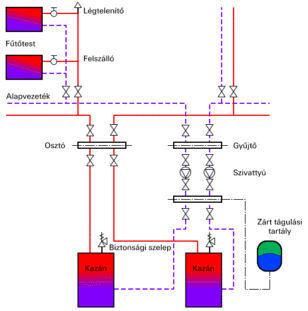 Légtelenítő
Fűtőtest
Felszálló
Alapvezeték
Osztó
Gyűjtő
Szivattyú
Zárt tágulási
tartály
Biztonsági szelep
Kazán
Kazán